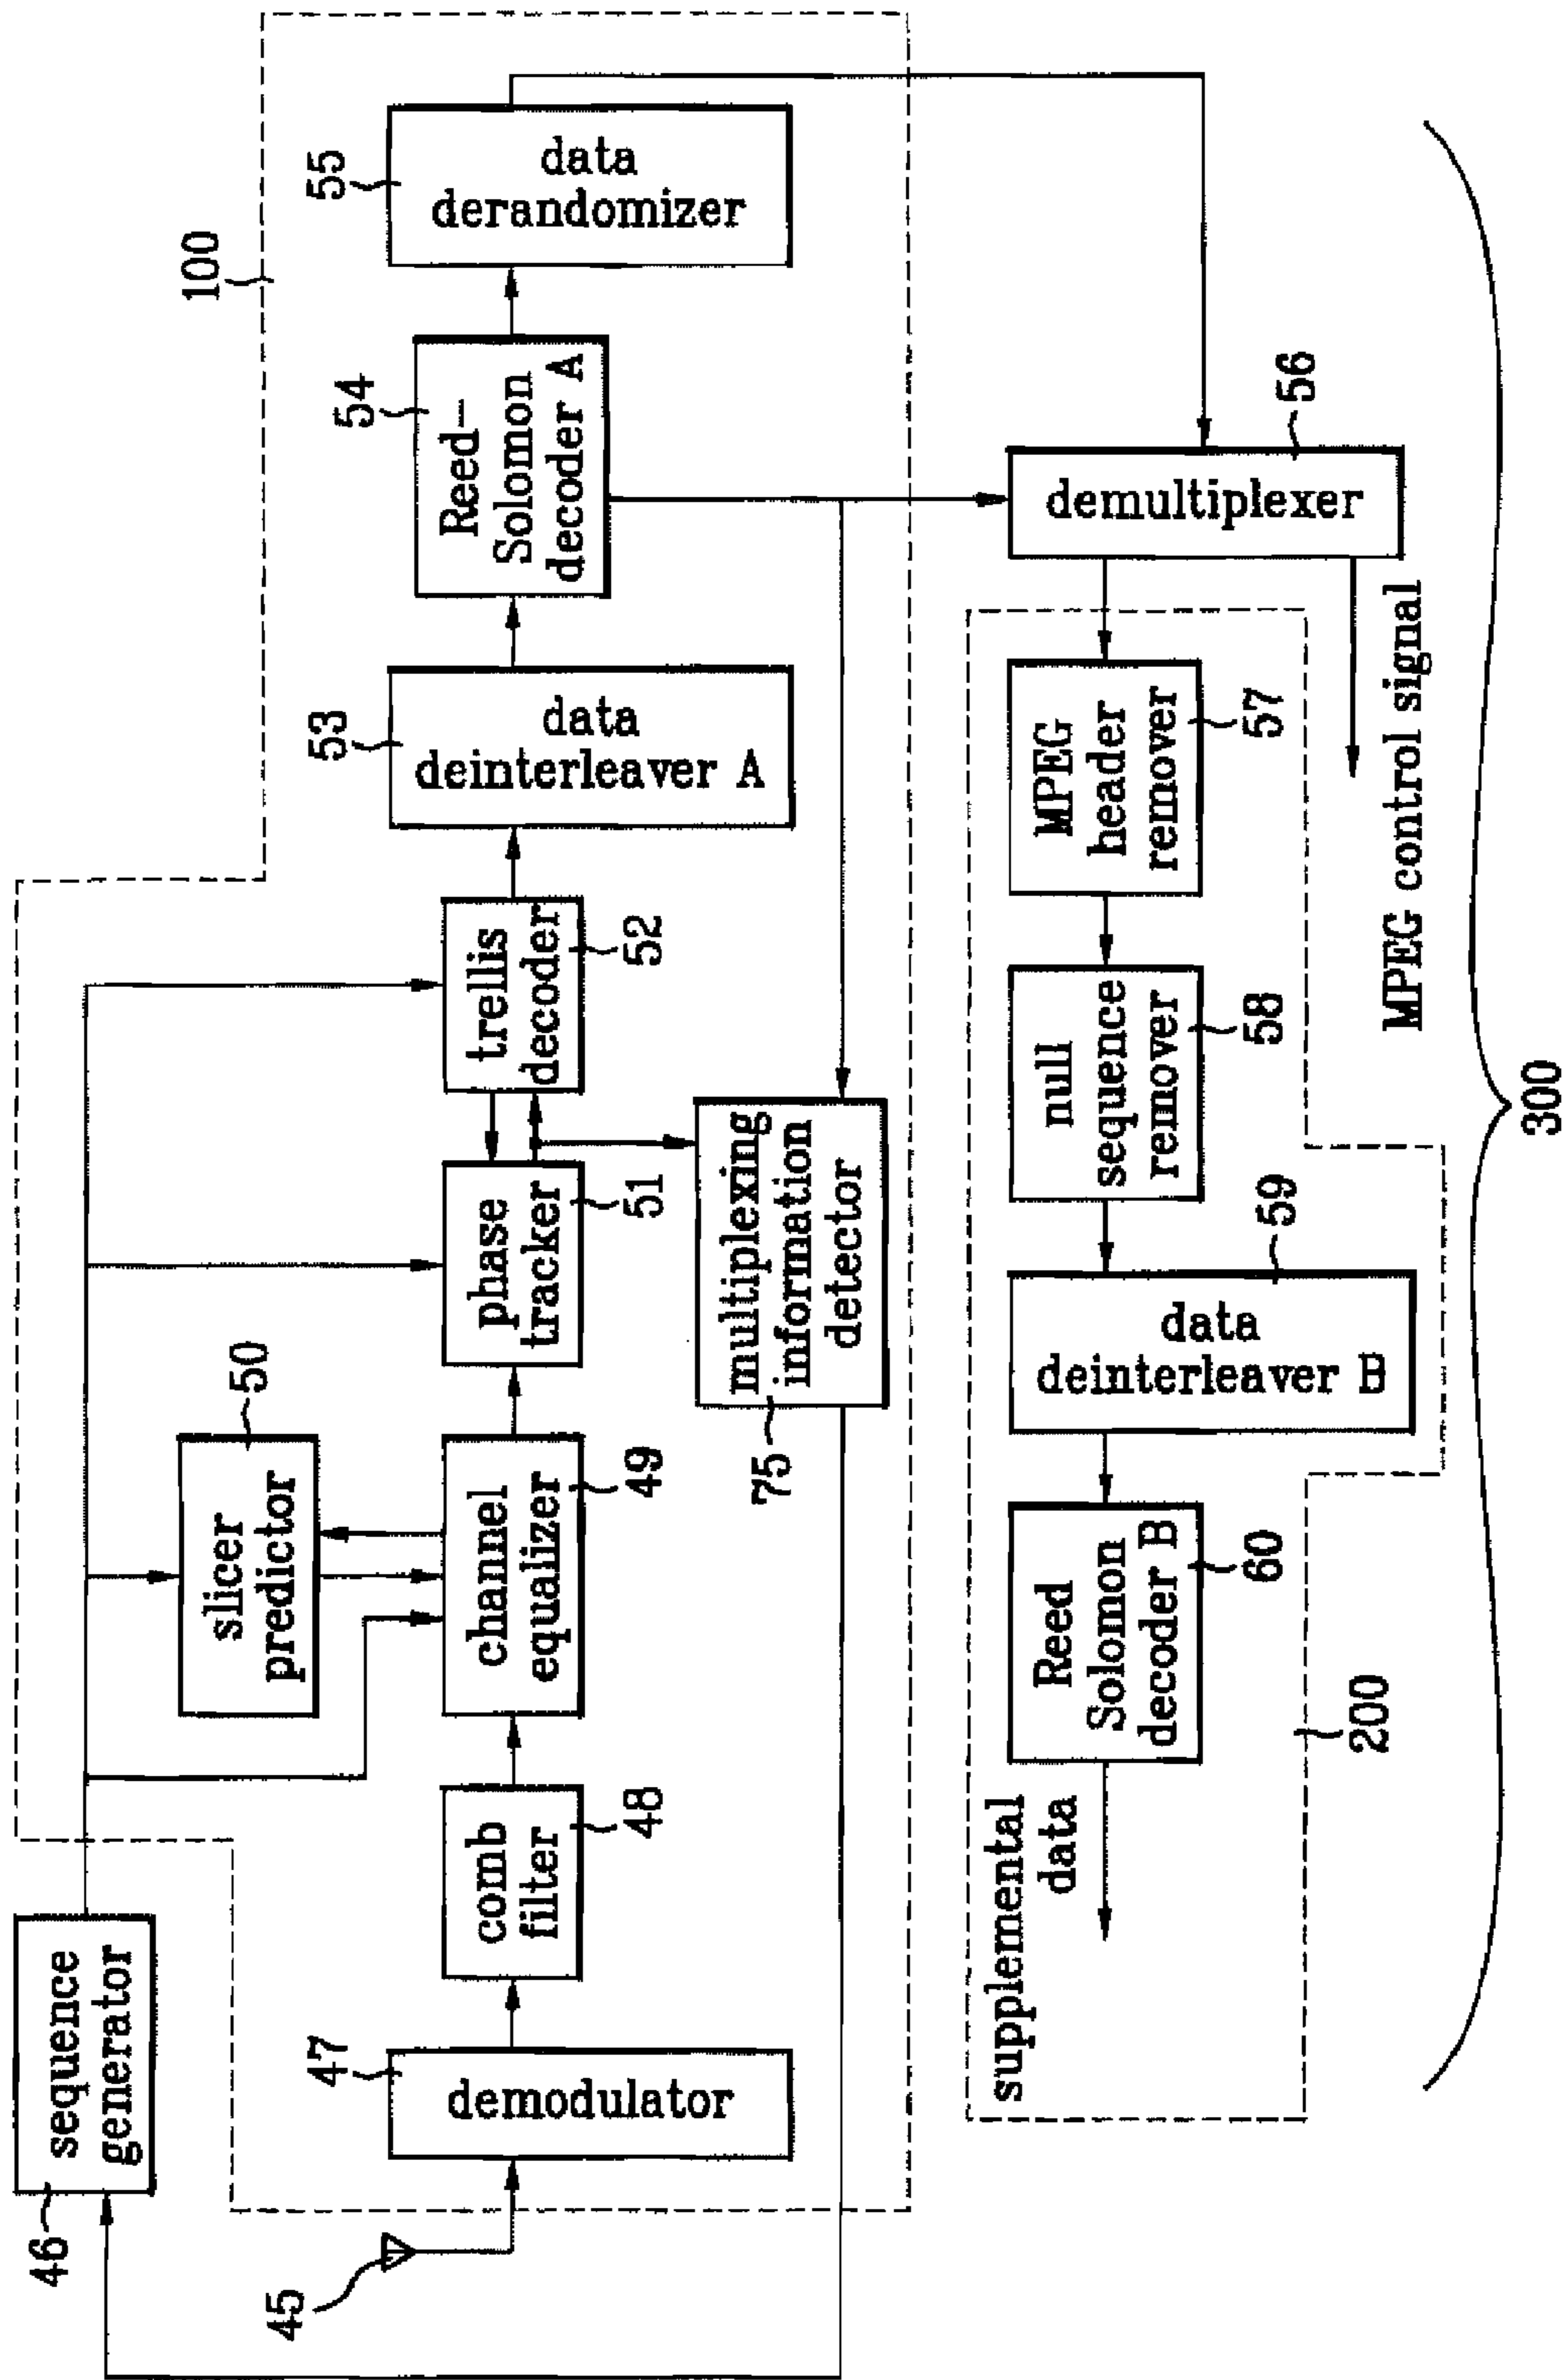 46
sequence
generator
45
47
demodulator
comb
filter
48
slicer
predictor
50
channel
equalizer
49
phase
tracker
51
trellis
decoder
52
53
data
deinterleaver A
54
Reed-
Solomon
decoder A
55
data
derandomizer
100
multiplexing
information
detector
75
demultiplexer
56
MPEG
header
remover
57
null
sequence
remover
58
data
deinterleaver B
59
Reed
Solomon
decoder B
60
supplemental
data
200
MPEG control signal
300